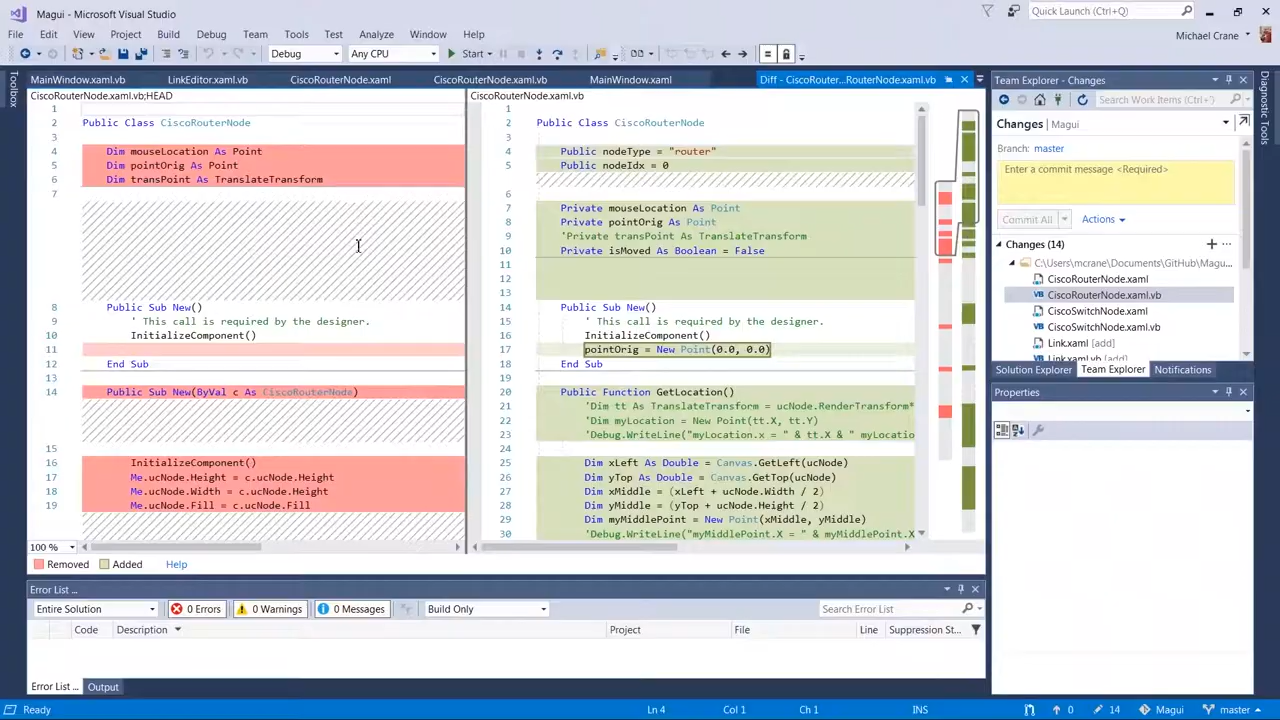 Magui - Microsoft Visual Studio
Quick Launch (Ctrl+Q)
File Edit View Project Build Debug Team Tools Test Analyze Window Help
Michael Crane
Debug Any CPU Start
Toolbox
MainWindow.xaml.vb LinkEditor.xaml.vb CiscoRouterNode.xaml CiscoRouterNode.xaml.vb MainWindow.xaml Diff - CiscoRouter...RouterNode.xaml.vb
CiscoRouterNode.xaml.vb;HEAD
1
2 Public Class CiscoRouterNode
3
4 Dim mouseLocation As Point
5 Dim pointOrig As Point
6 Dim transPoint As TranslateTransform
7
8 Public Sub New()
9 ' This call is required by the designer.
10 InitializeComponent()
11
12 End Sub
14 Public Sub New(ByVal c As CiscoRouterNode)
15
16 InitializeComponent()
17 Me.ucNode.Height = c.ucNode.Height
18 Me.ucNode.Width = c.ucNode.Height
19 Me.ucNode.Fill = c.ucNode.Fill
100 %
CiscoRouterNode.xaml.vb
1
2 Public Class CiscoRouterNode
3
4 Public nodeType = "router"
5 Public nodeIdx = 0
6
7 Private mouseLocation As Point
8 Private pointOrig As Point
9 'Private transPoint As TranslateTransform
10 Private isMoved As Boolean = False
11
12
13
14 Public Sub New()
15 ' This call is required by the designer.
16 InitializeComponent()
17 pointOrig = New Point(0.0, 0.0)
18 End Sub
19
20 Public Function GetLocation()
21 'Dim tt As TranslateTransform = ucNode.RenderTransform
22 Dim myLocation = New Point(tt.X, tt.Y)
23 'Debug.WriteLine("myLocation.x = " & tt.X & " myLocatio
24
25 Dim xLeft As Double = Canvas.GetLeft(ucNode)
26 Dim yTop As Double = Canvas.GetTop(ucNode)
27 Dim xMiddle = (xLeft + ucNode.Width / 2)
28 Dim yMiddle = (yTop + ucNode.Height / 2)
29 Dim myMiddlePoint = New Point(xMiddle, yMiddle)
30 'Debug.WriteLine("myMiddlePoint.X = " & myMiddlePoint.X
Removed Added Help
Team Explorer - Changes
Search Work Items (Ctrl+')
Changes | Magui
Branch: master
Enter a commit message <Required>
Commit All Actions
Changes (14)
C:\Users\mcrane\Documents\GitHub\Magu...
CiscoRouterNode.xaml
CiscoRouterNode.xaml.vb
CiscoSwitchNode.xaml
CiscoSwitchNode.xaml.vb
Link.xaml [add]
Link.xaml.vb [add]
Solution Explorer Team Explorer Notifications
Properties
Diagnostic Tools
Error List ...
Entire Solution 0 Errors 0 Warnings 0 Messages Build Only Search Error List
Code Description Project File Line Suppression St...
Error List ... Output
Ready Ln 4 Col 1 Ch 1 INS 0 14 Magui master